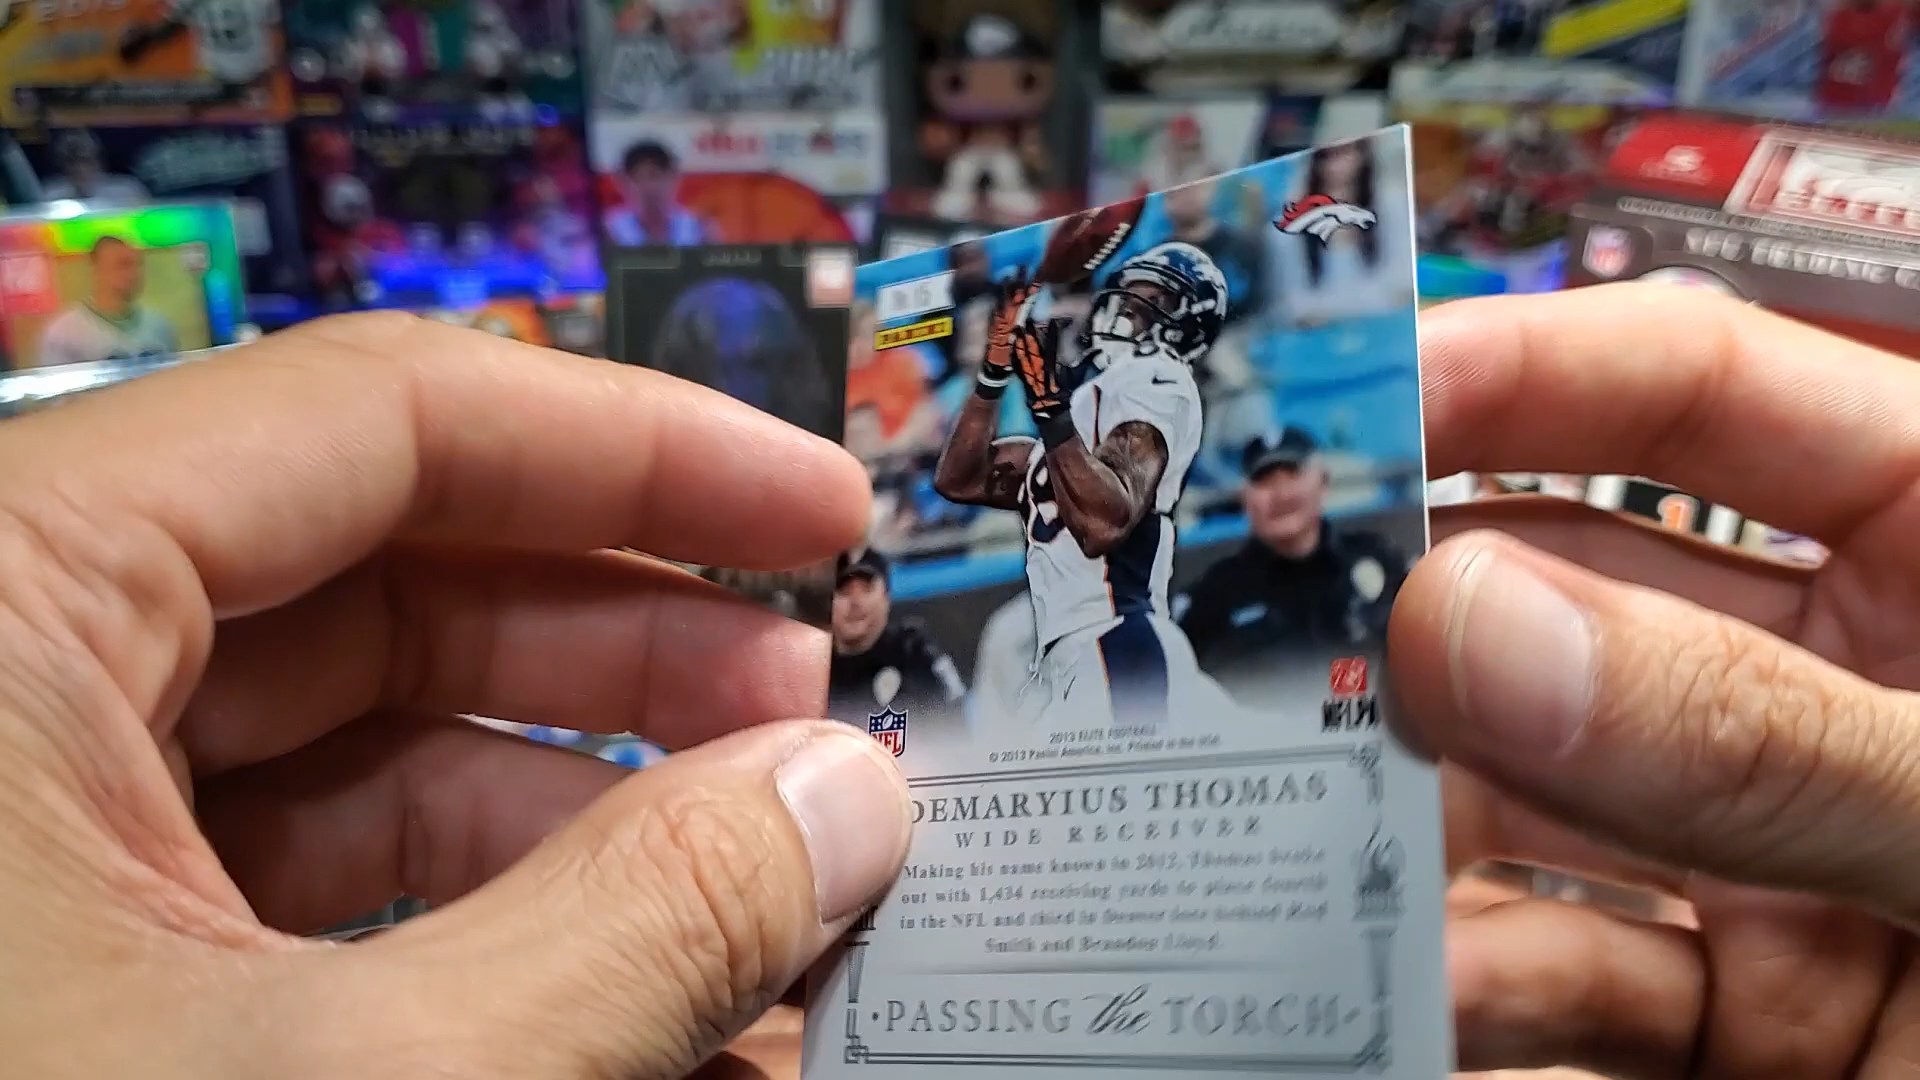 PANINI
NFL
NFLPA
2013 ELITE FOOTBALL
© 2013 Panini America, Inc. Printed in the USA.
DEMARYIUS THOMAS
WIDE RECEIVER
Making his name known in 2012, Thomas broke
out with 1,434 receiving yards to place fourth
in the NFL and third in Denver lore behind Rod
Smith and Brandon Lloyd.
·PASSING the TORCH·